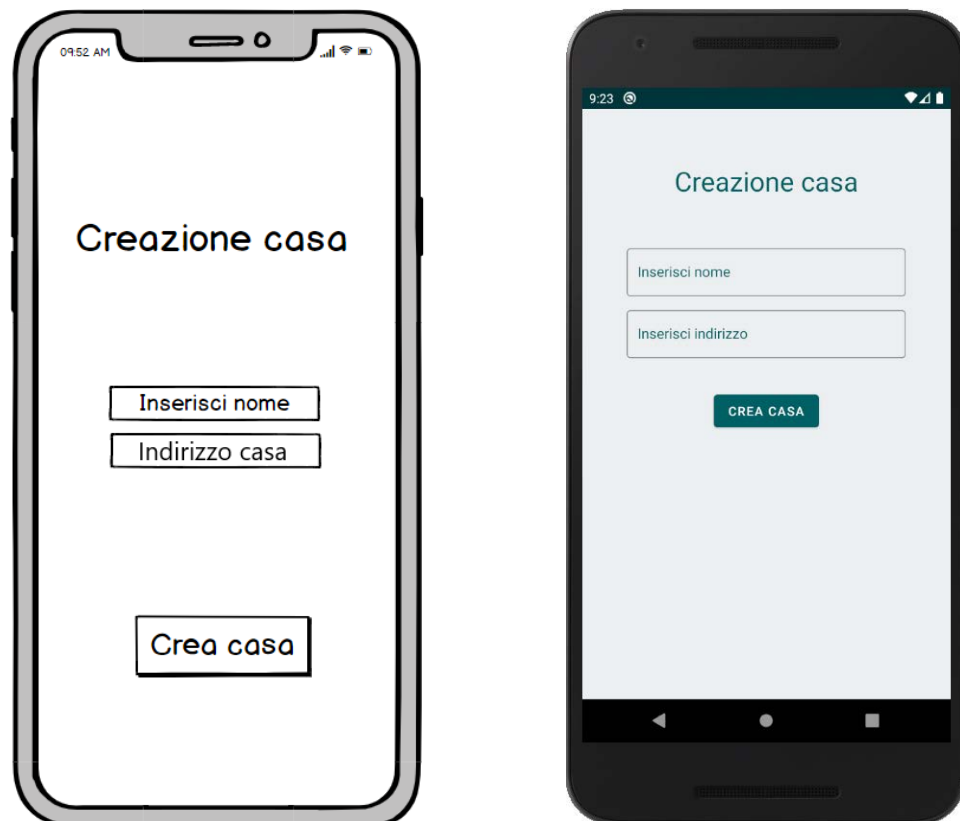 09:52 AM
Creazione casa
Inserisci nome
Indirizzo casa
Crea casa
9:23
Creazione casa
Inserisci nome
Inserisci indirizzo
CREA CASA